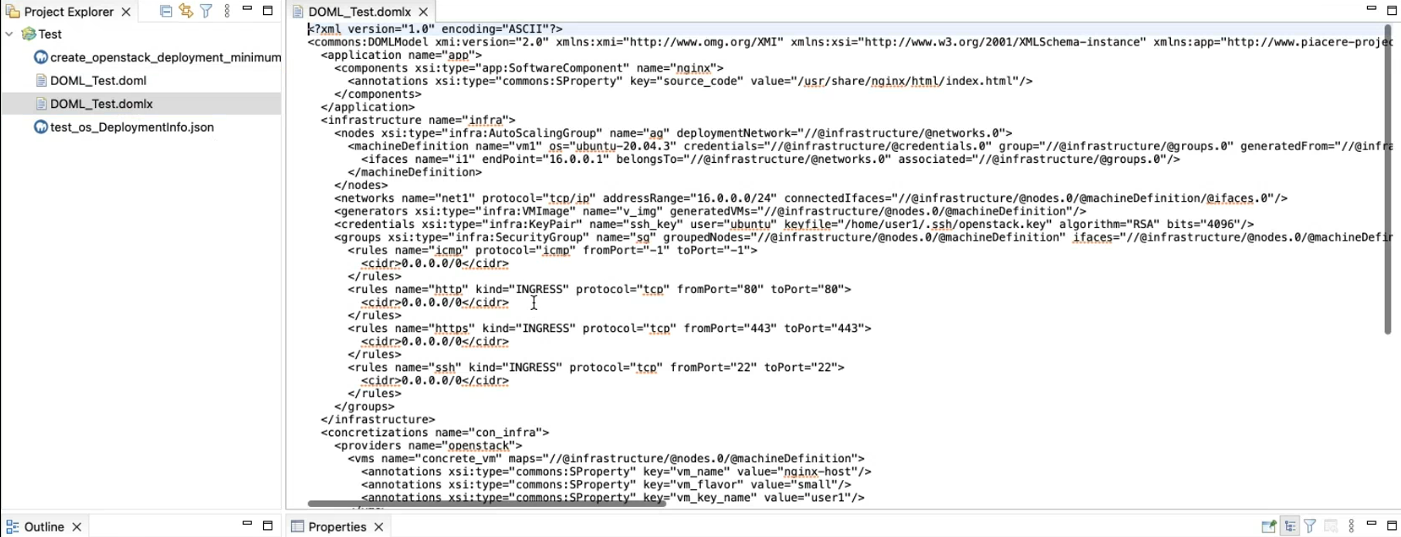 Project Explorer
Test
create_openstack_deployment_minimum
DOML_Test.doml
DOML_Test.domlx
test_os_DeploymentInfo.json
DOML_Test.domlx
<?xml version="1.0" encoding="ASCII"?>
<commons:DOMLModel xmi:version="2.0" xmlns:xmi="http://www.omg.org/XMI" xmlns:xsi="http://www.w3.org/2001/XMLSchema-instance" xmlns:app="http://www.piacere-projec
<application name="app">
<components xsi:type="app:SoftwareComponent" name="nginx">
<annotations xsi:type="commons:SProperty" key="source_code" value="/usr/share/nginx/html/index.html"/>
</components>
</application>
<infrastructure name="infra">
<nodes xsi:type="infra:AutoScalingGroup" name="ag" deploymentNetwork="//@infrastructure/@networks.0">
<machineDefinition name="vm1" os="ubuntu-20.04.3" credentials="//@infrastructure/@credentials.0" group="//@infrastructure/@groups.0" generatedFrom="//@infra
<ifaces name="i1" endPoint="16.0.0.1" belongsTo="//@infrastructure/@networks.0" associated="//@infrastructure/@groups.0"/>
</machineDefinition>
</nodes>
<networks name="net1" protocol="tcp/ip" addressRange="16.0.0.0/24" connectedIfaces="//@infrastructure/@nodes.0/@machineDefinition/@ifaces.0"/>
<generators xsi:type="infra:VMImage" name="v_img" generatedVMs="//@infrastructure/@nodes.0/@machineDefinition"/>
<credentials xsi:type="infra:KeyPair" name="ssh_key" user="ubuntu" keyfile="/home/user1/.ssh/openstack.key" algorithm="RSA" bits="4096"/>
<groups xsi:type="infra:SecurityGroup" name="sg" groupedNodes="//@infrastructure/@nodes.0/@machineDefinition" ifaces="//@infrastructure/@nodes.0/@machineDefin
<rules name="icmp" protocol="icmp" fromPort="-1" toPort="-1">
<cidr>0.0.0.0/0</cidr>
</rules>
<rules name="http" kind="INGRESS" protocol="tcp" fromPort="80" toPort="80">
<cidr>0.0.0.0/0</cidr>
</rules>
<rules name="https" kind="INGRESS" protocol="tcp" fromPort="443" toPort="443">
<cidr>0.0.0.0/0</cidr>
</rules>
<rules name="ssh" kind="INGRESS" protocol="tcp" fromPort="22" toPort="22">
<cidr>0.0.0.0/0</cidr>
</rules>
</groups>
</infrastructure>
<concretizations name="con_infra">
<providers name="openstack">
<vms name="concrete_vm" maps="//@infrastructure/@nodes.0/@machineDefinition">
<annotations xsi:type="commons:SProperty" key="vm_name" value="nginx-host"/>
<annotations xsi:type="commons:SProperty" key="vm_flavor" value="small"/>
<annotations xsi:type="commons:SProperty" key="vm_key_name" value="user1"/>
Outline
Properties